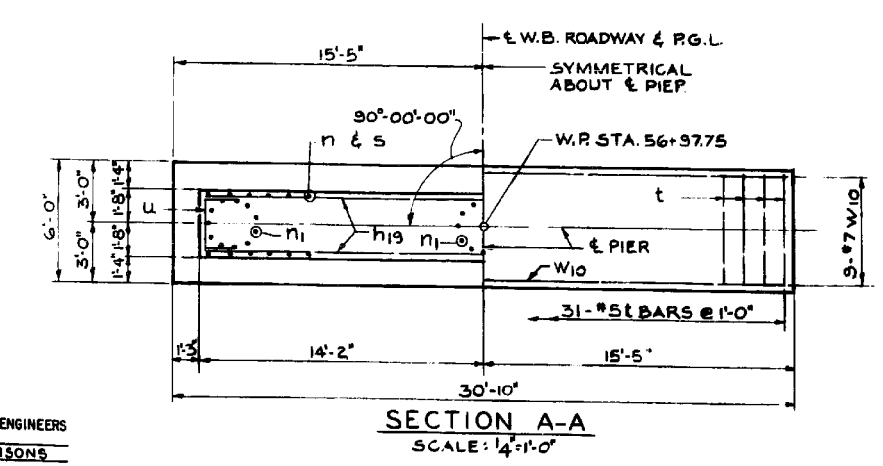 ℄ W.B. ROADWAY & P.G.L.
15'-5"
SYMMETRICAL
ABOUT ℄ PIER
90°-00'-00"
n & s
W.P. STA. 56+97.75
6'-0"
3'-0"
3'-0"
1'-4"
1'-8"
1'-8"
1'-4"
u
t
n1
h19
n1
℄ PIER
W10
9-#7 W10
31-#5 t BARS @ 1'-0"
1'-3"
14'-2"
15'-5"
30'-10"
SECTION A-A
SCALE: 1/4"=1'-0"
ENGINEERS
ISONS